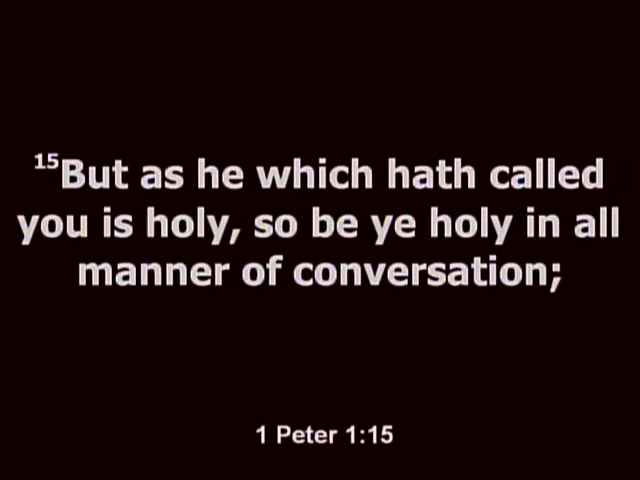 15But as he which hath called
you is holy, so be ye holy in all
manner of conversation;
1 Peter 1:15